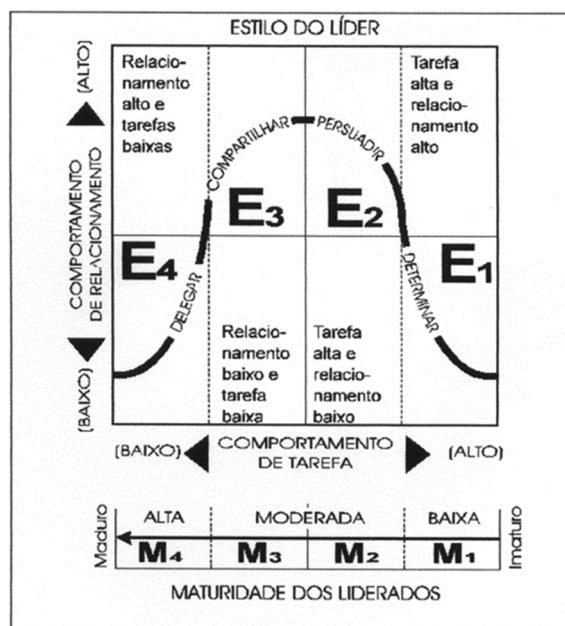 ESTILO DO LÍDER
(ALTO)
COMPORTAMENTO
DE RELACIONAMENTO
(BAIXO)
Relacio-
namento
alto e
tarefas
baixas
Tarefa
alta e
relacio-
namento
alto
COMPARTILHAR
PERSUADIR
E3
E2
E4
E1
DELEGAR
DETERMINAR
Relacio-
namento
baixo e
tarefa
baixa
Tarefa
alta e
relacio-
namento
baixo
(BAIXO)
COMPORTAMENTO
DE TAREFA
(ALTO)
Maduro
ALTA
MODERADA
BAIXA
Imaturo
M4
M3
M2
M1
MATURIDADE DOS LIDERADOS